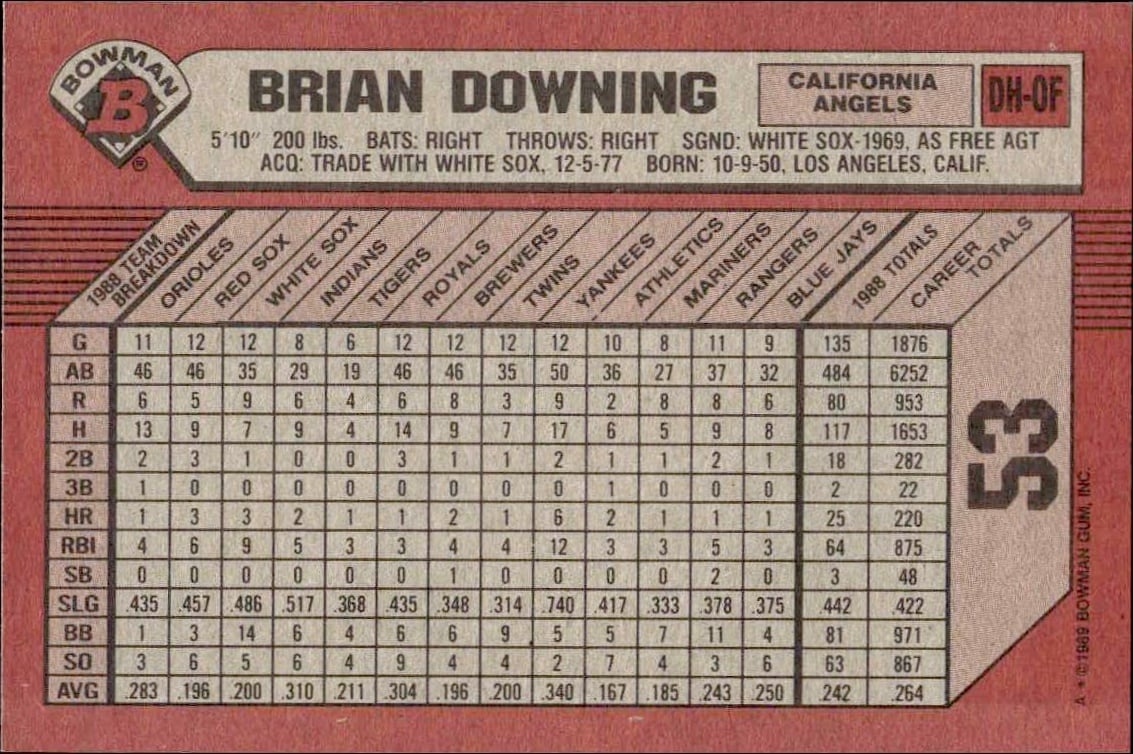 BOWMAN
B
®
BRIAN DOWNING
CALIFORNIA
ANGELS
DH-OF
5'10" 200 lbs. BATS: RIGHT THROWS: RIGHT SGND: WHITE SOX-1969, AS FREE AGT
ACQ: TRADE WITH WHITE SOX, 12-5-77 BORN: 10-9-50, LOS ANGELES, CALIF.
1988 TEAM BREAKDOWN ORIOLES RED SOX WHITE SOX INDIANS TIGERS ROYALS BREWERS TWINS YANKEES ATHLETICS MARINERS RANGERS BLUE JAYS 1988 TOTALS CAREER TOTALS
G 11 12 12 8 6 12 12 12 12 10 8 11 9 135 1876
AB 46 46 35 29 19 46 46 35 50 36 27 37 32 484 6252
R 6 5 9 6 4 6 8 3 9 2 8 8 6 80 953
H 13 9 7 9 4 14 9 7 17 6 5 9 8 117 1653
2B 2 3 1 0 0 3 1 1 2 1 1 2 1 18 282
3B 1 0 0 0 0 0 0 0 0 1 0 0 0 2 22
HR 1 3 3 2 1 1 2 1 6 2 1 1 1 25 220
RBI 4 6 9 5 3 3 4 4 12 3 3 5 3 64 875
SB 0 0 0 0 0 0 1 0 0 0 0 2 0 3 48
SLG .435 .457 .486 .517 .368 .435 .348 .314 .740 .417 .333 .378 .375 .442 .422
BB 1 3 14 6 4 6 6 9 5 5 7 11 4 81 971
SO 3 6 5 6 4 9 4 4 2 7 4 3 6 63 867
AVG .283 .196 .200 .310 .211 .304 .196 .200 .340 .167 .185 .243 .250 .242 .264
53
A * ©1989 BOWMAN GUM, INC.